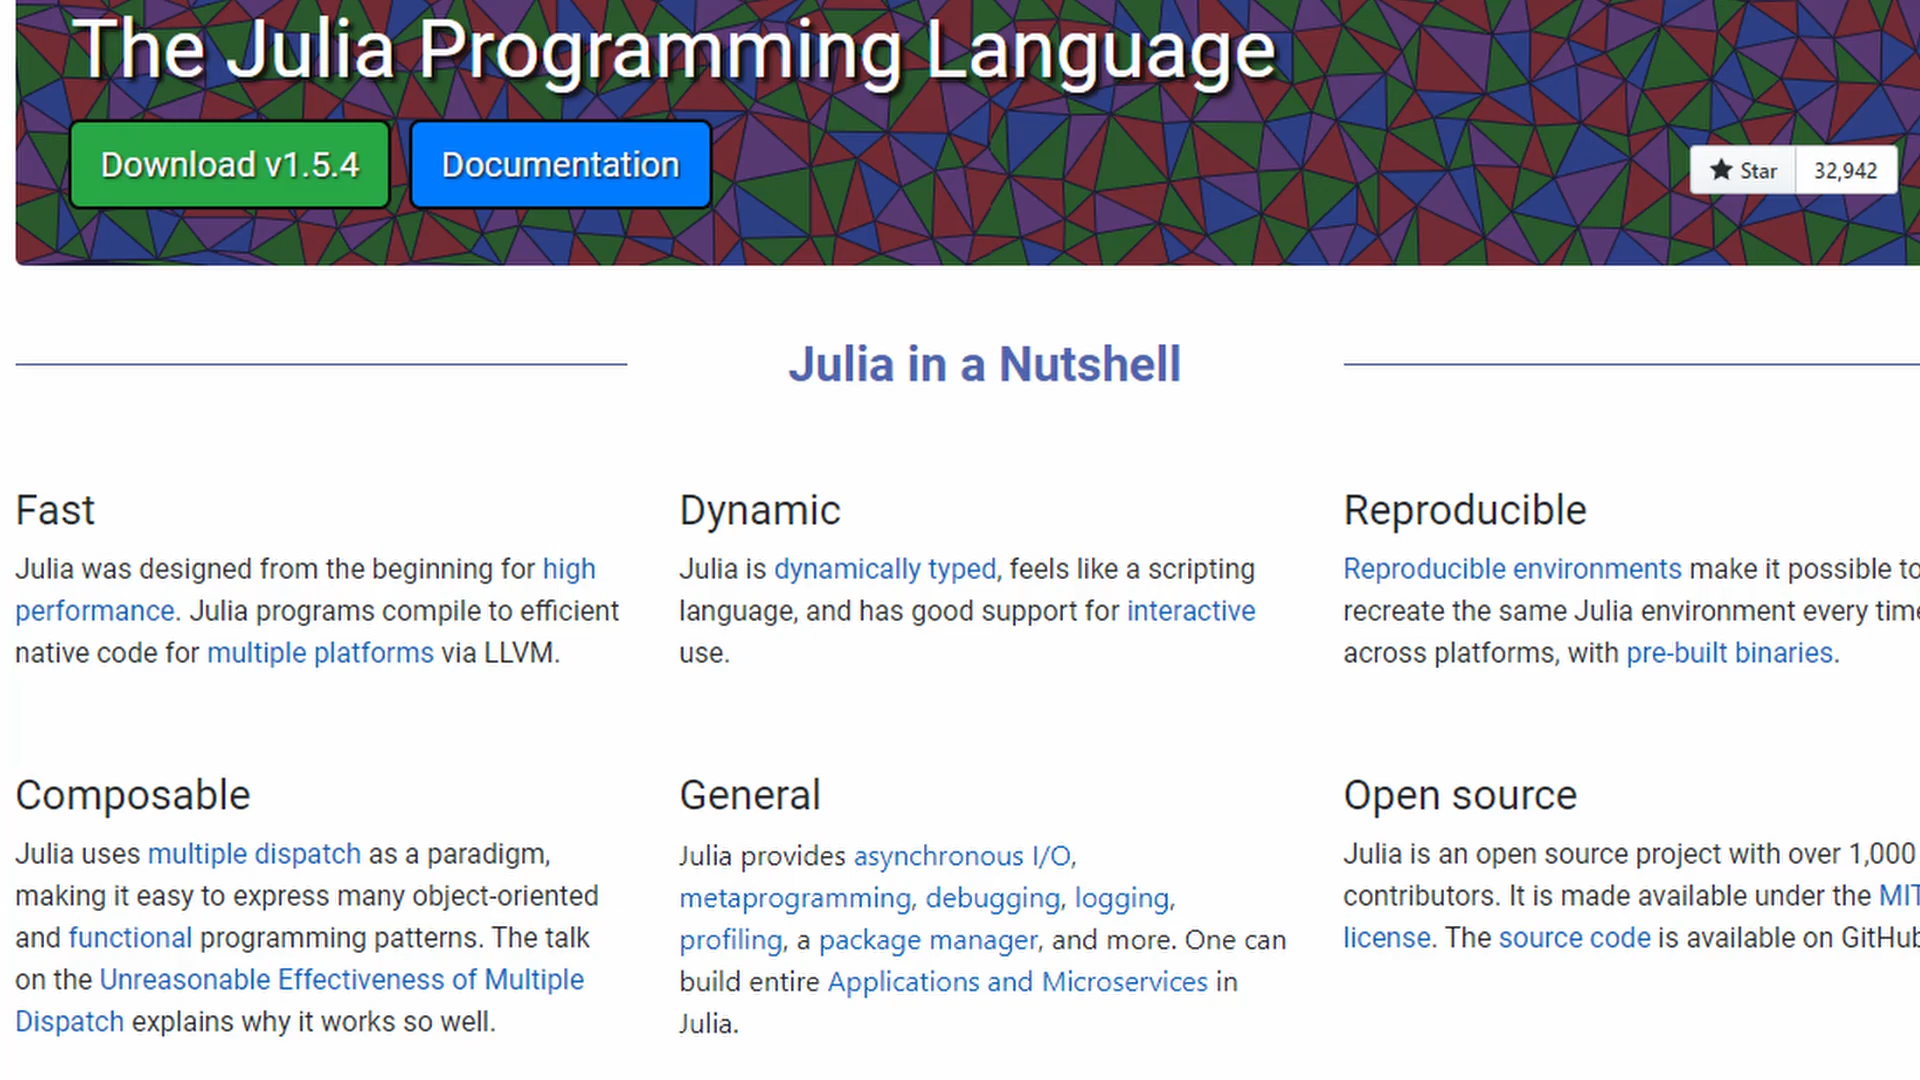 The Julia Programming Language
Download v1.5.4
Documentation
Star
32,942
Julia in a Nutshell
Fast
Julia was designed from the beginning for high
performance. Julia programs compile to efficient
native code for multiple platforms via LLVM.
Dynamic
Julia is dynamically typed, feels like a scripting
language, and has good support for interactive
use.
Reproducible
Reproducible environments make it possible to
recreate the same Julia environment every time
across platforms, with pre-built binaries.
Composable
Julia uses multiple dispatch as a paradigm,
making it easy to express many object-oriented
and functional programming patterns. The talk
on the Unreasonable Effectiveness of Multiple
Dispatch explains why it works so well.
General
Julia provides asynchronous I/O,
metaprogramming, debugging, logging,
profiling, a package manager, and more. One can
build entire Applications and Microservices in
Julia.
Open source
Julia is an open source project with over 1,000
contributors. It is made available under the MIT
license. The source code is available on GitHub